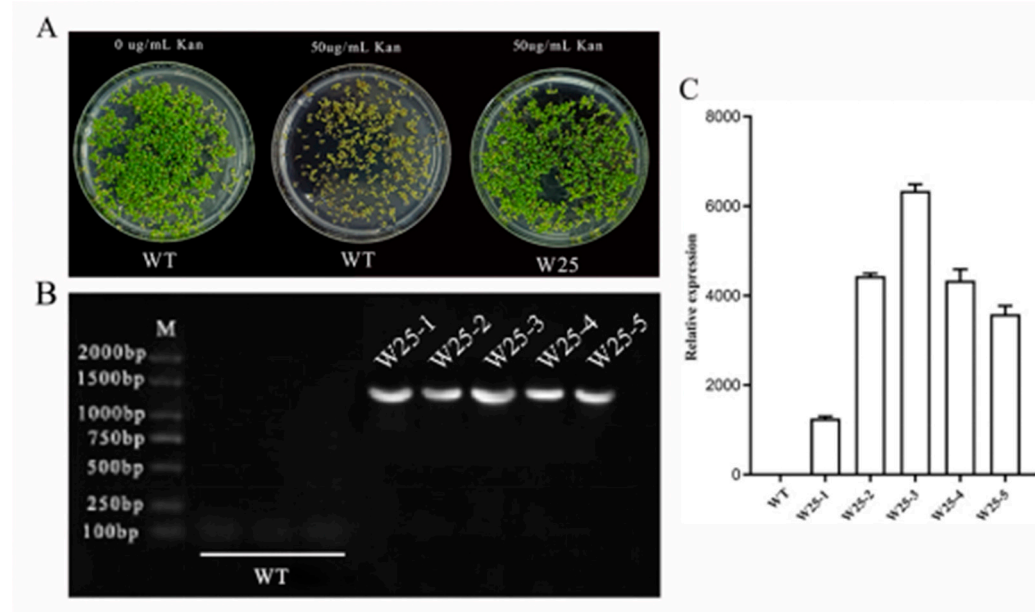 A
0 ug/mL Kan
50ug/mL Kan
50ug/mL Kan
WT
WT
W25
B
M
2000bp
1500bp
1000bp
750bp
500bp
250bp
100bp
W25-1
W25-2
W25-3
W25-4
W25-5
WT
C
Relative expression
8000
6000
4000
2000
0
WT
W25-1
W25-2
W25-3
W25-4
W25-5